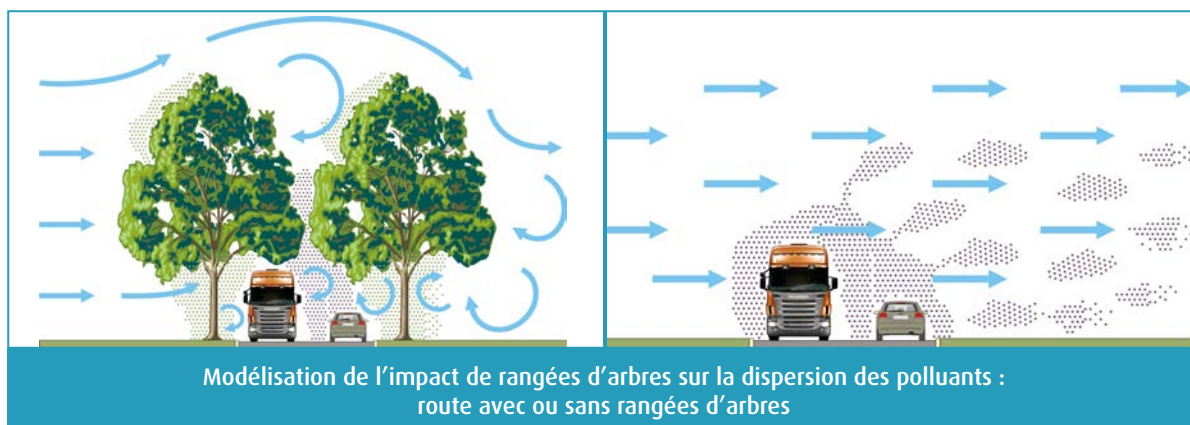 Modélisation de l’impact de rangées d’arbres sur la dispersion des polluants :
route avec ou sans rangées d’arbres